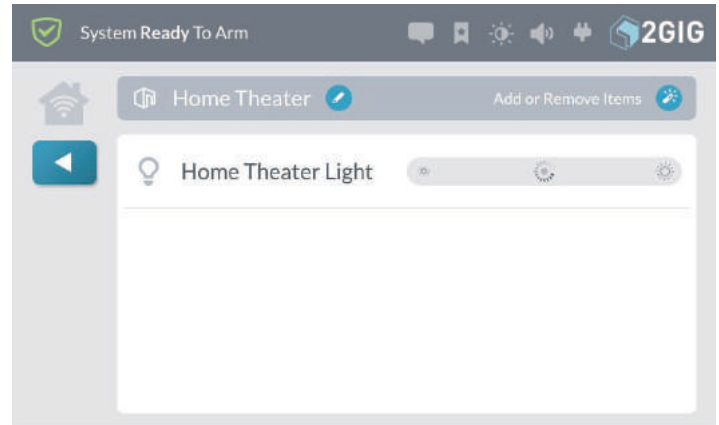 System Ready To Arm
2GIG
Home Theater
Add or Remove Items
Home Theater Light